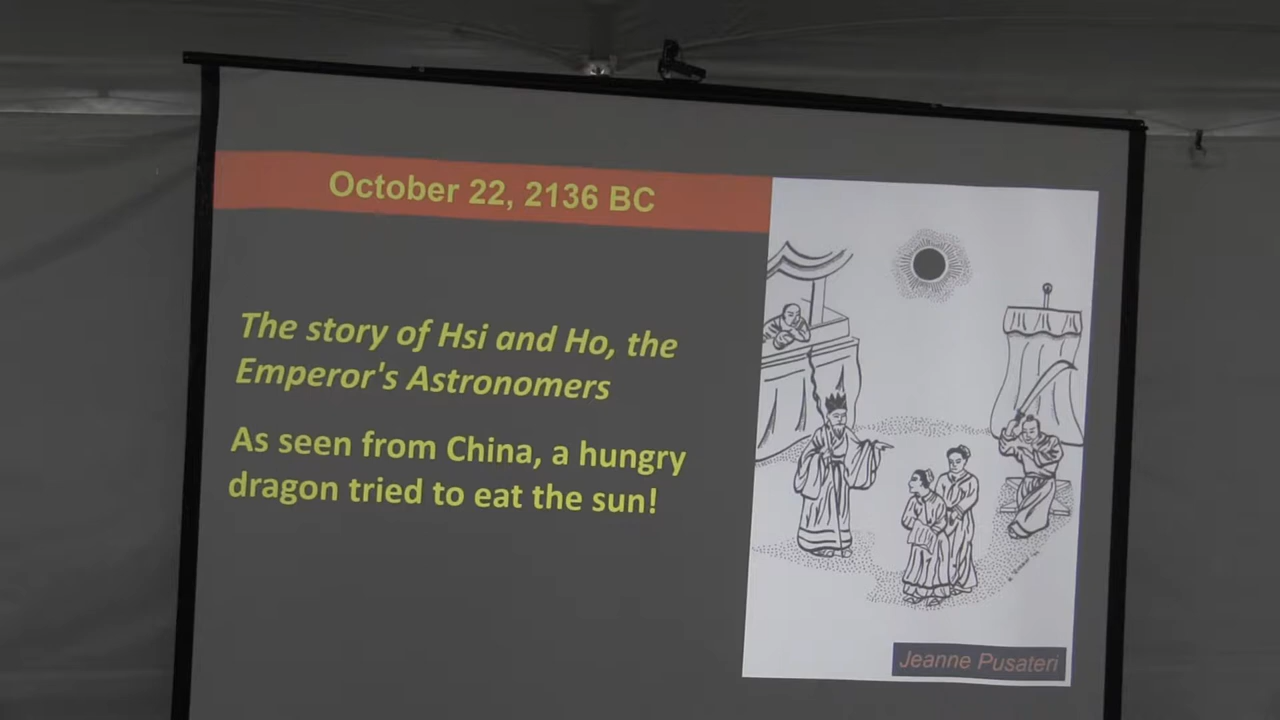 October 22, 2136 BC
The story of Hsi and Ho, the
Emperor's Astronomers
As seen from China, a hungry
dragon tried to eat the sun!
Jeanne Pusateri